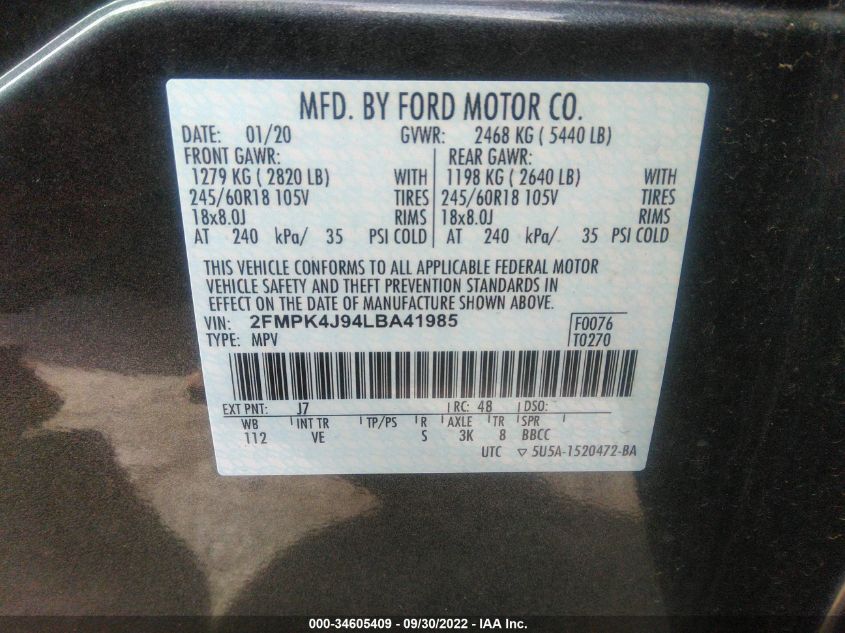 MFD. BY FORD MOTOR CO.
DATE: 01/20 GVWR: 2468 KG ( 5440 LB)
FRONT GAWR: REAR GAWR:
1279 KG ( 2820 LB) WITH 1198 KG ( 2640 LB) WITH
245/60R18 105V TIRES 245/60R18 105V TIRES
18x8.0J RIMS 18x8.0J RIMS
AT 240 kPa/ 35 PSI COLD AT 240 kPa/ 35 PSI COLD
THIS VEHICLE CONFORMS TO ALL APPLICABLE FEDERAL MOTOR
VEHICLE SAFETY AND THEFT PREVENTION STANDARDS IN
EFFECT ON THE DATE OF MANUFACTURE SHOWN ABOVE.
VIN: 2FMPK4J94LBA41985 F0076
TYPE: MPV T0270
EXT PNT: J7 RC: 48 DSO:
WB INT TR TP/PS R AXLE TR SPR
112 VE S 3K 8 BBCC
UTC ▽ 5U5A-1520472-BA
000-34605409 - 09/30/2022 - IAA Inc.